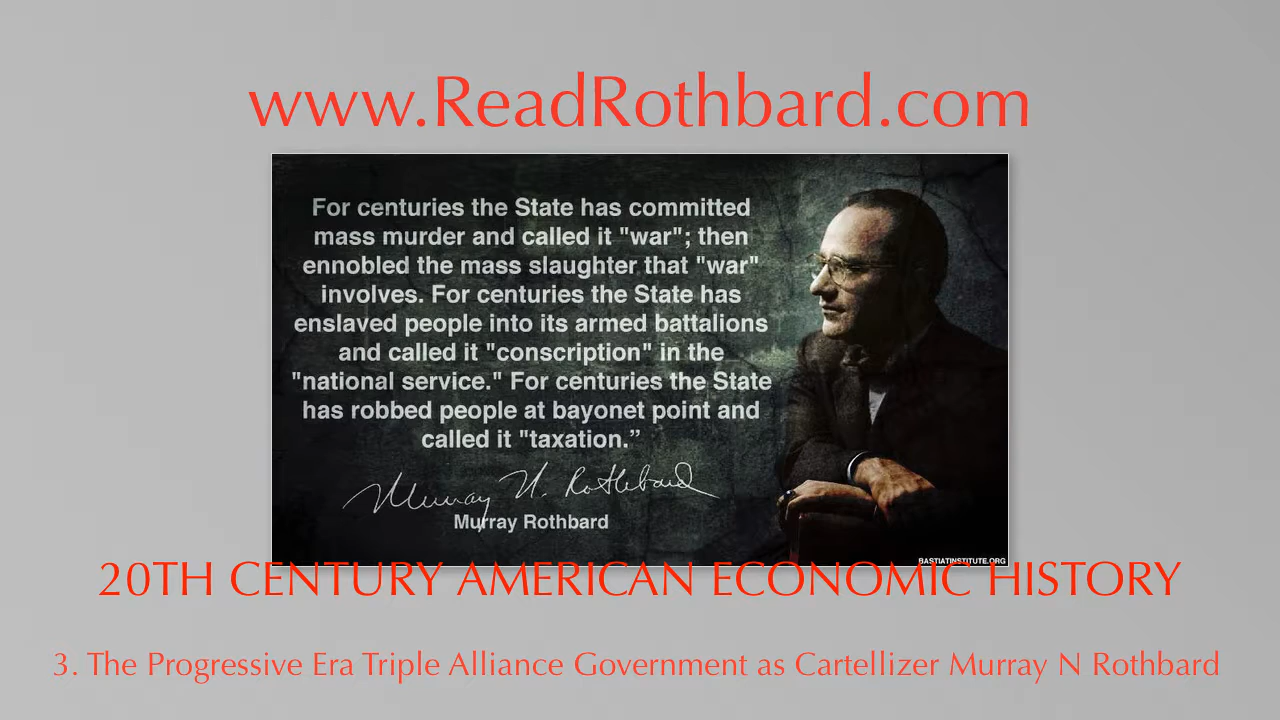 www.ReadRothbard.com
For centuries the State has committed
mass murder and called it "war"; then
ennobled the mass slaughter that "war"
involves. For centuries the State has
enslaved people into its armed battalions
and called it "conscription" in the
"national service." For centuries the State
has robbed people at bayonet point and
called it "taxation.”
Murray N. Rothbard
Murray Rothbard
BASTIATINSTITUTE.ORG
20TH CENTURY AMERICAN ECONOMIC HISTORY
3. The Progressive Era Triple Alliance Government as Cartellizer Murray N Rothbard